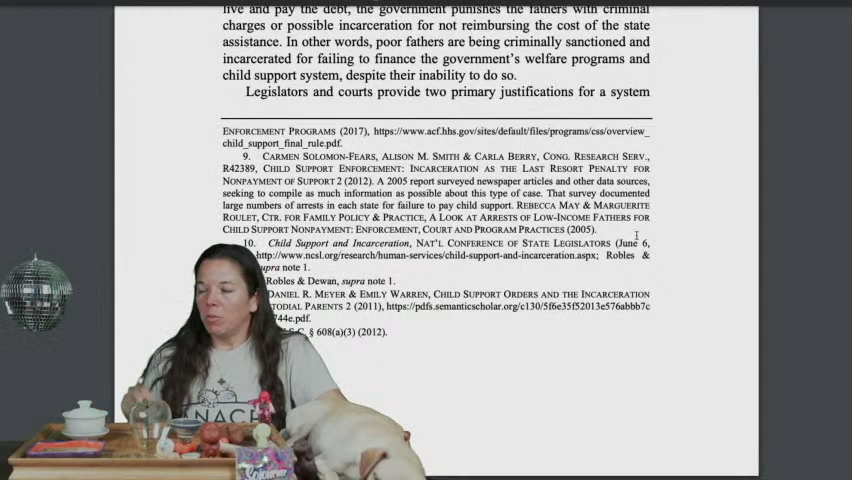 live and pay the debt, the government punishes the fathers with criminal
charges or possible incarceration for not reimbursing the cost of the state
assistance. In other words, poor fathers are being criminally sanctioned and
incarcerated for failing to finance the government's welfare programs and
child support system, despite their inability to do so.
Legislators and courts provide two primary justifications for a system
ENFORCEMENT PROGRAMS (2017), https://www.acf.hhs.gov/sites/default/files/programs/css/overview_
child_support_final_rule.pdf.
9. CARMEN SOLOMON-FEARS, ALISON M. SMITH & CARLA BERRY, CONG. RESEARCH SERV.,
R42389, CHILD SUPPORT ENFORCEMENT: INCARCERATION AS THE LAST RESORT PENALTY FOR
NONPAYMENT OF SUPPORT 2 (2012). A 2005 report surveyed newspaper articles and other data sources,
seeking to compile as much information as possible about this type of case. That survey documented
large numbers of arrests in each state for failure to pay child support. REBECCA MAY & MARGUERITE
ROULET, CTR. FOR FAMILY POLICY & PRACTICE, A LOOK AT ARRESTS OF LOW-INCOME FATHERS FOR
CHILD SUPPORT NONPAYMENT: ENFORCEMENT, COURT AND PROGRAM PRACTICES (2005).
10. Child Support and Incarceration, NAT'L CONFERENCE OF STATE LEGISLATORS (June 6,
http://www.ncsl.org/research/human-services/child-support-and-incarceration.aspx; Robles &
supra note 1.
Robles & Dewan, supra note 1.
DANIEL R. MEYER & EMILY WARREN, CHILD SUPPORT ORDERS AND THE INCARCERATION
PARENTS 2 (2011), https://pdfs.semanticscholar.org/c130/5f6e35f52013e576abbb7c
744e.pdf.
§ 608(a)(3) (2012).
Sojourner